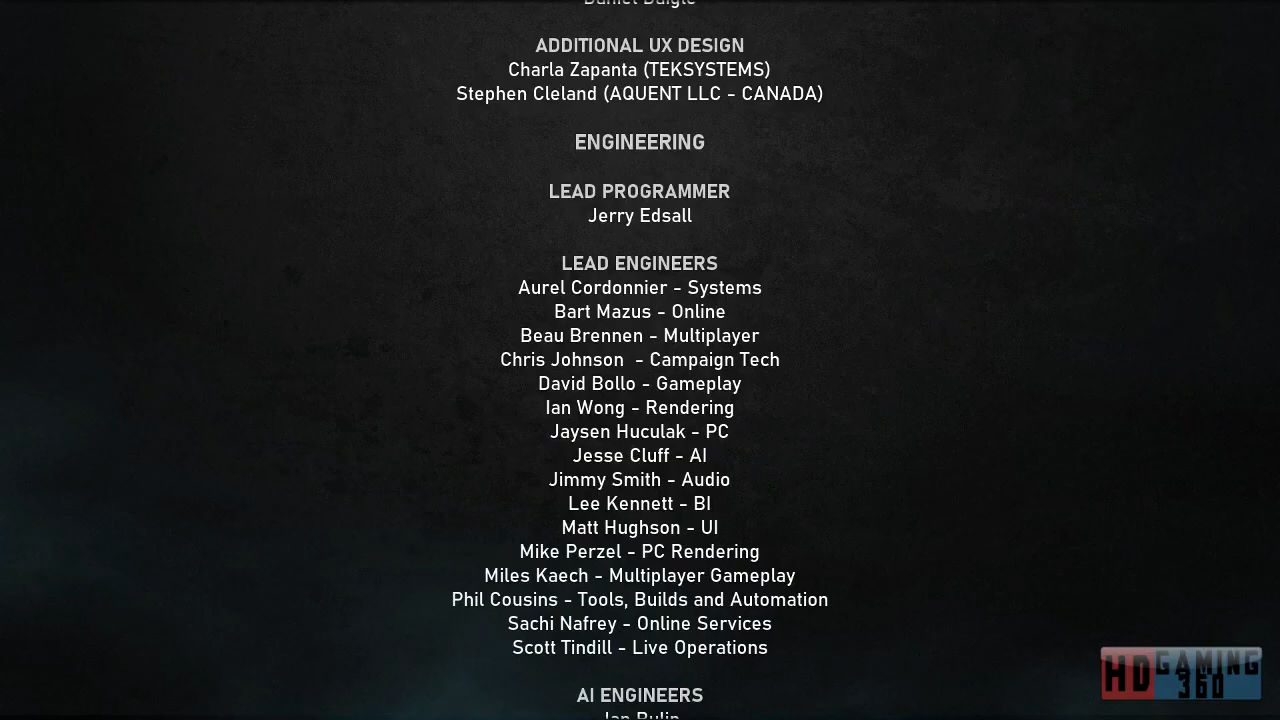 Daniel Daigle
ADDITIONAL UX DESIGN
Charla Zapanta (TEKSYSTEMS)
Stephen Cleland (AQUENT LLC - CANADA)
ENGINEERING
LEAD PROGRAMMER
Jerry Edsall
LEAD ENGINEERS
Aurel Cordonnier - Systems
Bart Mazus - Online
Beau Brennen - Multiplayer
Chris Johnson  - Campaign Tech
David Bollo - Gameplay
Ian Wong - Rendering
Jaysen Huculak - PC
Jesse Cluff - AI
Jimmy Smith - Audio
Lee Kennett - BI
Matt Hughson - UI
Mike Perzel - PC Rendering
Miles Kaech - Multiplayer Gameplay
Phil Cousins - Tools, Builds and Automation
Sachi Nafrey - Online Services
Scott Tindill - Live Operations
AI ENGINEERS
HD GAMING
360